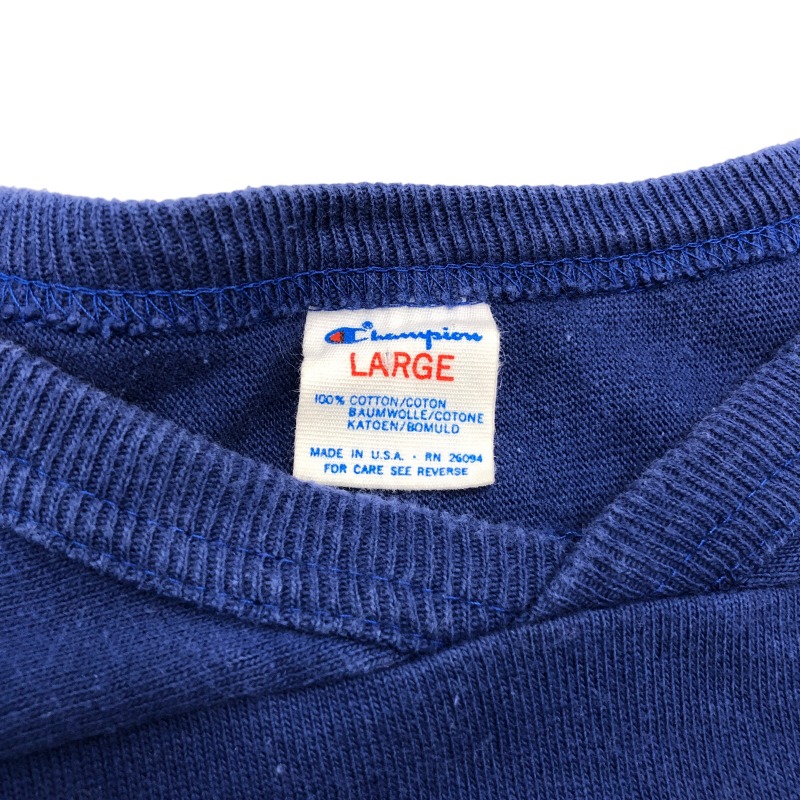 Champion®
LARGE
100% COTTON/COTON
BAUMWOLLE/COTONE
KATOEN/BOMULD
MADE IN U.S.A. · RN 26094
FOR CARE SEE REVERSE